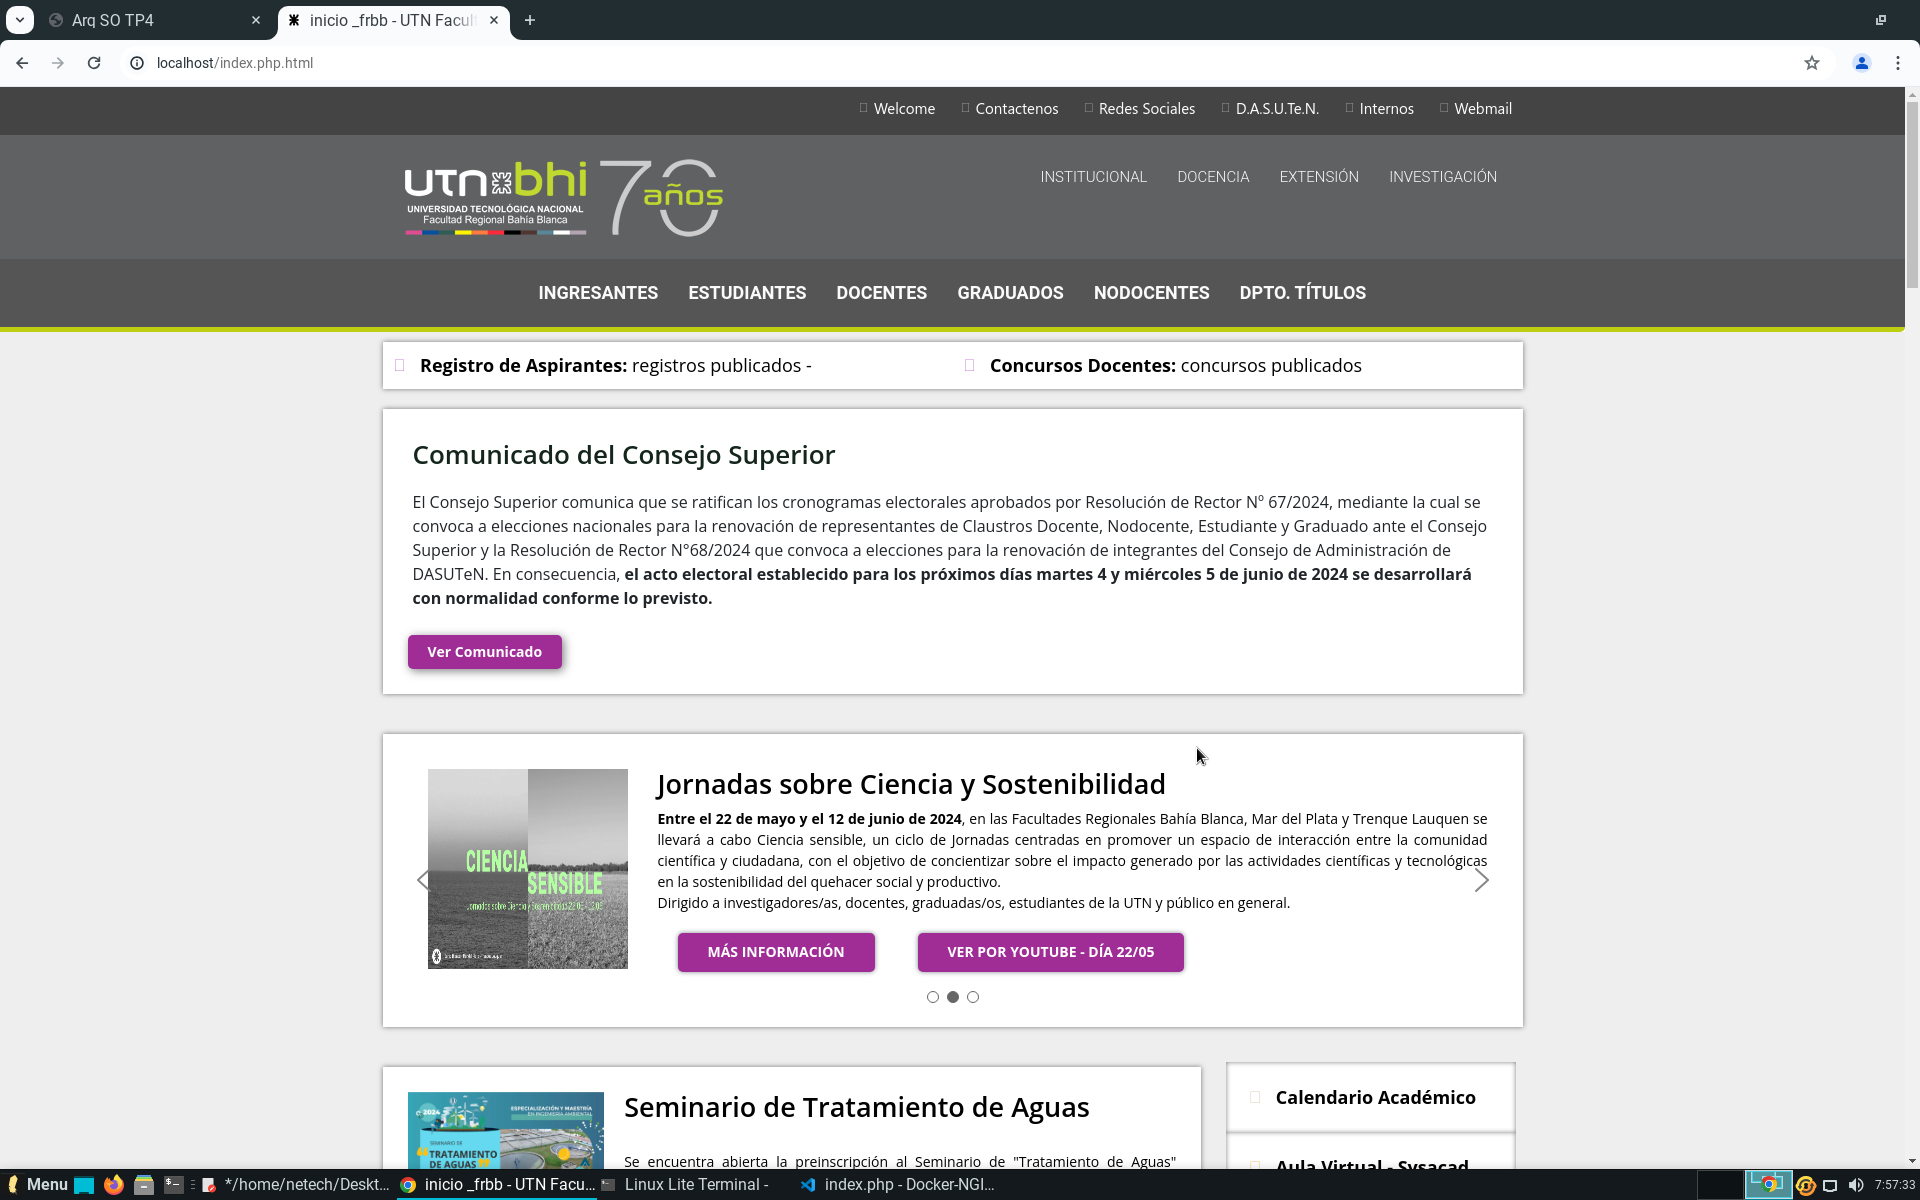 Arq SO TP4
inicio _frbb - UTN Facul
localhost/index.php.html
Welcome Contactenos Redes Sociales D.A.S.U.Te.N. Internos Webmail
utn bhi 70 años
UNIVERSIDAD TECNOLÓGICA NACIONAL
Facultad Regional Bahía Blanca
INSTITUCIONAL DOCENCIA EXTENSIÓN INVESTIGACIÓN
INGRESANTES ESTUDIANTES DOCENTES GRADUADOS NODOCENTES DPTO. TÍTULOS
Registro de Aspirantes: registros publicados -
Concursos Docentes: concursos publicados
Comunicado del Consejo Superior
El Consejo Superior comunica que se ratifican los cronogramas electorales aprobados por Resolución de Rector Nº 67/2024, mediante la cual se
convoca a elecciones nacionales para la renovación de representantes de Claustros Docente, Nodocente, Estudiante y Graduado ante el Consejo
Superior y la Resolución de Rector N°68/2024 que convoca a elecciones para la renovación de integrantes del Consejo de Administración de
DASUTeN. En consecuencia, el acto electoral establecido para los próximos días martes 4 y miércoles 5 de junio de 2024 se desarrollará
con normalidad conforme lo previsto.
Ver Comunicado
CIENCIA
SENSIBLE
Jornadas sobre Ciencia y Sostenibilidad
Entre el 22 de mayo y el 12 de junio de 2024, en las Facultades Regionales Bahía Blanca, Mar del Plata y Trenque Lauquen se
llevará a cabo Ciencia sensible, un ciclo de Jornadas centradas en promover un espacio de interacción entre la comunidad
científica y ciudadana, con el objetivo de concientizar sobre el impacto generado por las actividades científicas y tecnológicas
en la sostenibilidad del quehacer social y productivo.
Dirigido a investigadores/as, docentes, graduadas/os, estudiantes de la UTN y público en general.
MÁS INFORMACIÓN
VER POR YOUTUBE - DÍA 22/05
2024
ESPECIALIZACIÓN Y MAESTRÍA
EN INGENIERÍA AMBIENTAL
SEMINARIO DE
"TRATAMIENTO
DE AGUAS"
Seminario de Tratamiento de Aguas
Se encuentra abierta la preinscripción al Seminario de "Tratamiento de Aguas"
Calendario Académico
Aula Virtual - Sysacad
Menu
*/home/netech/Deskt...
inicio _frbb - UTN Facu...
Linux Lite Terminal -
index.php - Docker-NGI...
7:57:33